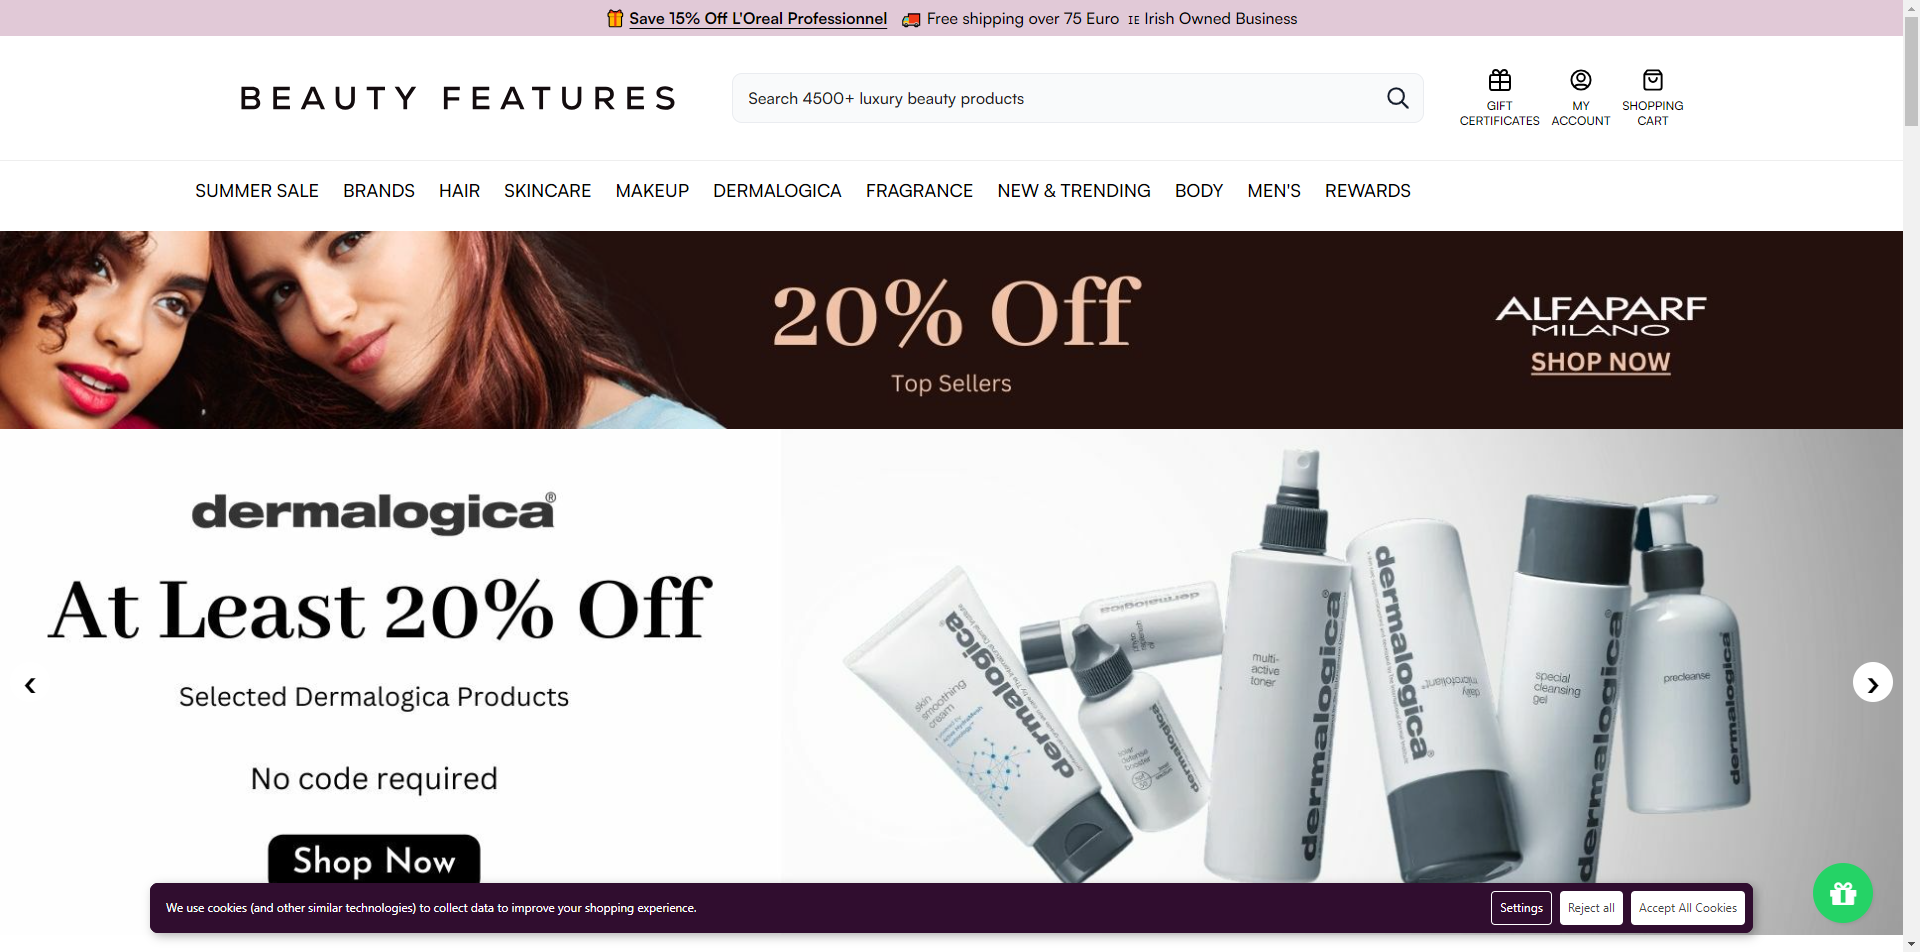 Save 15% Off L'Oreal Professionnel Free shipping over 75 Euro IE Irish Owned Business
BEAUTY FEATURES
Search 4500+ luxury beauty products
GIFT CERTIFICATES
MY ACCOUNT
SHOPPING CART
SUMMER SALE BRANDS HAIR SKINCARE MAKEUP DERMALOGICA FRAGRANCE NEW & TRENDING BODY MEN'S REWARDS
20% Off
Top Sellers
ALFAPARF
MILANO
SHOP NOW
dermalogica®
At Least 20% Off
Selected Dermalogica Products
No code required
Shop Now
dermalogica
skin
smoothing
cream
dermalogica
dermalogica
solar
defense
booster
multi-
active
toner
dermalogica
dermalogica
daily
microfoliant
special
cleansing
gel
dermalogica
precleanse
dermalogica
We use cookies (and other similar technologies) to collect data to improve your shopping experience.
Settings
Reject all
Accept All Cookies